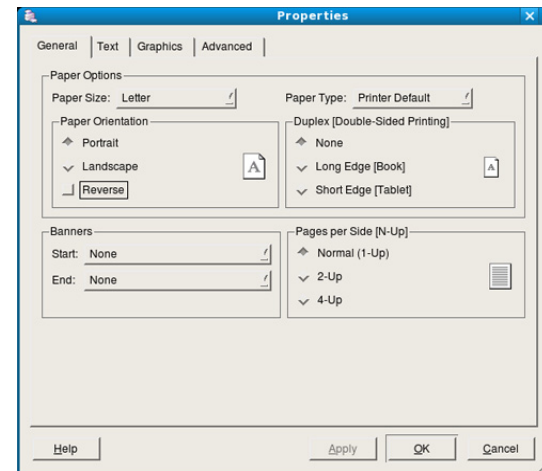 Properties
General Text Graphics Advanced
Paper Options
Paper Size: Letter
Paper Type: Printer Default
Paper Orientation
Portrait
Landscape
Reverse
A
Duplex [Double-Sided Printing]
None
Long Edge [Book]
Short Edge [Tablet]
A
Banners
Start: None
End: None
Pages per Side [N-Up]
Normal (1-Up)
2-Up
4-Up
Help Apply OK Cancel